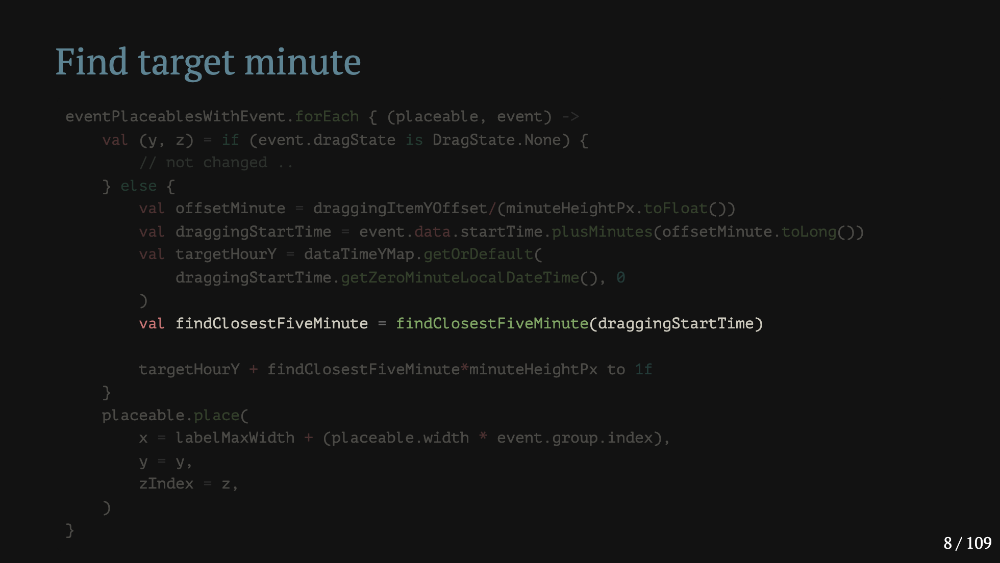 Find target minute
eventPlaceablesWithEvent.forEach { (placeable, event) ->
    val (y, z) = if (event.dragState is DragState.None) {
        // not changed ..
    } else {
        val offsetMinute = draggingItemYOffset/(minuteHeightPx.toFloat())
        val draggingStartTime = event.data.startTime.plusMinutes(offsetMinute.toLong())
        val targetHourY = dataTimeYMap.getOrDefault(
            draggingStartTime.getZeroMinuteLocalDateTime(), 0
        )
        val findClosestFiveMinute = findClosestFiveMinute(draggingStartTime)

        targetHourY + findClosestFiveMinute*minuteHeightPx to 1f
    }
    placeable.place(
        x = labelMaxWidth + (placeable.width * event.group.index),
        y = y,
        zIndex = z,
    )
}
8 / 109